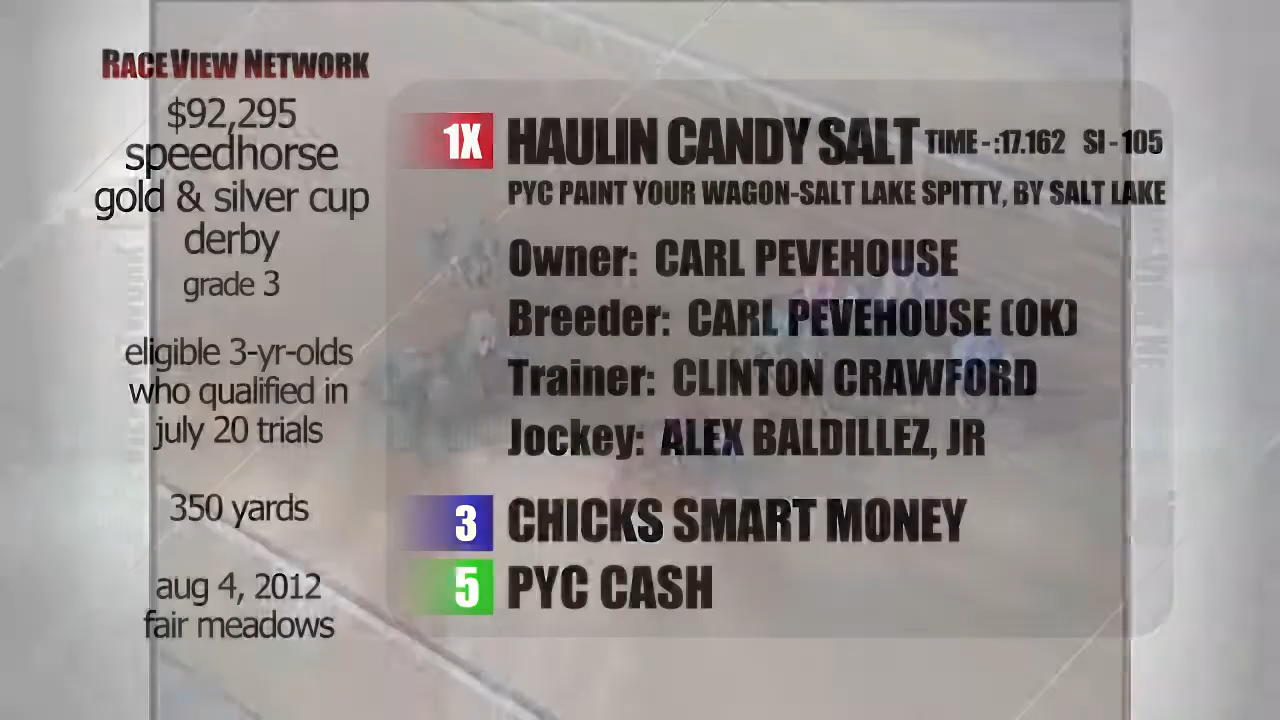 RACEVIEW NETWORK
$92,295
speedhorse
gold & silver cup
derby
grade 3
eligible 3-yr-olds
who qualified in
july 20 trials
350 yards
aug 4, 2012
fair meadows
1X HAULIN CANDY SALT TIME - :17.162 SI - 105
PYC PAINT YOUR WAGON-SALT LAKE SPITTY, BY SALT LAKE
Owner: CARL PEVEHOUSE
Breeder: CARL PEVEHOUSE (OK)
Trainer: CLINTON CRAWFORD
Jockey: ALEX BALDILLEZ, JR
3 CHICKS SMART MONEY
5 PYC CASH